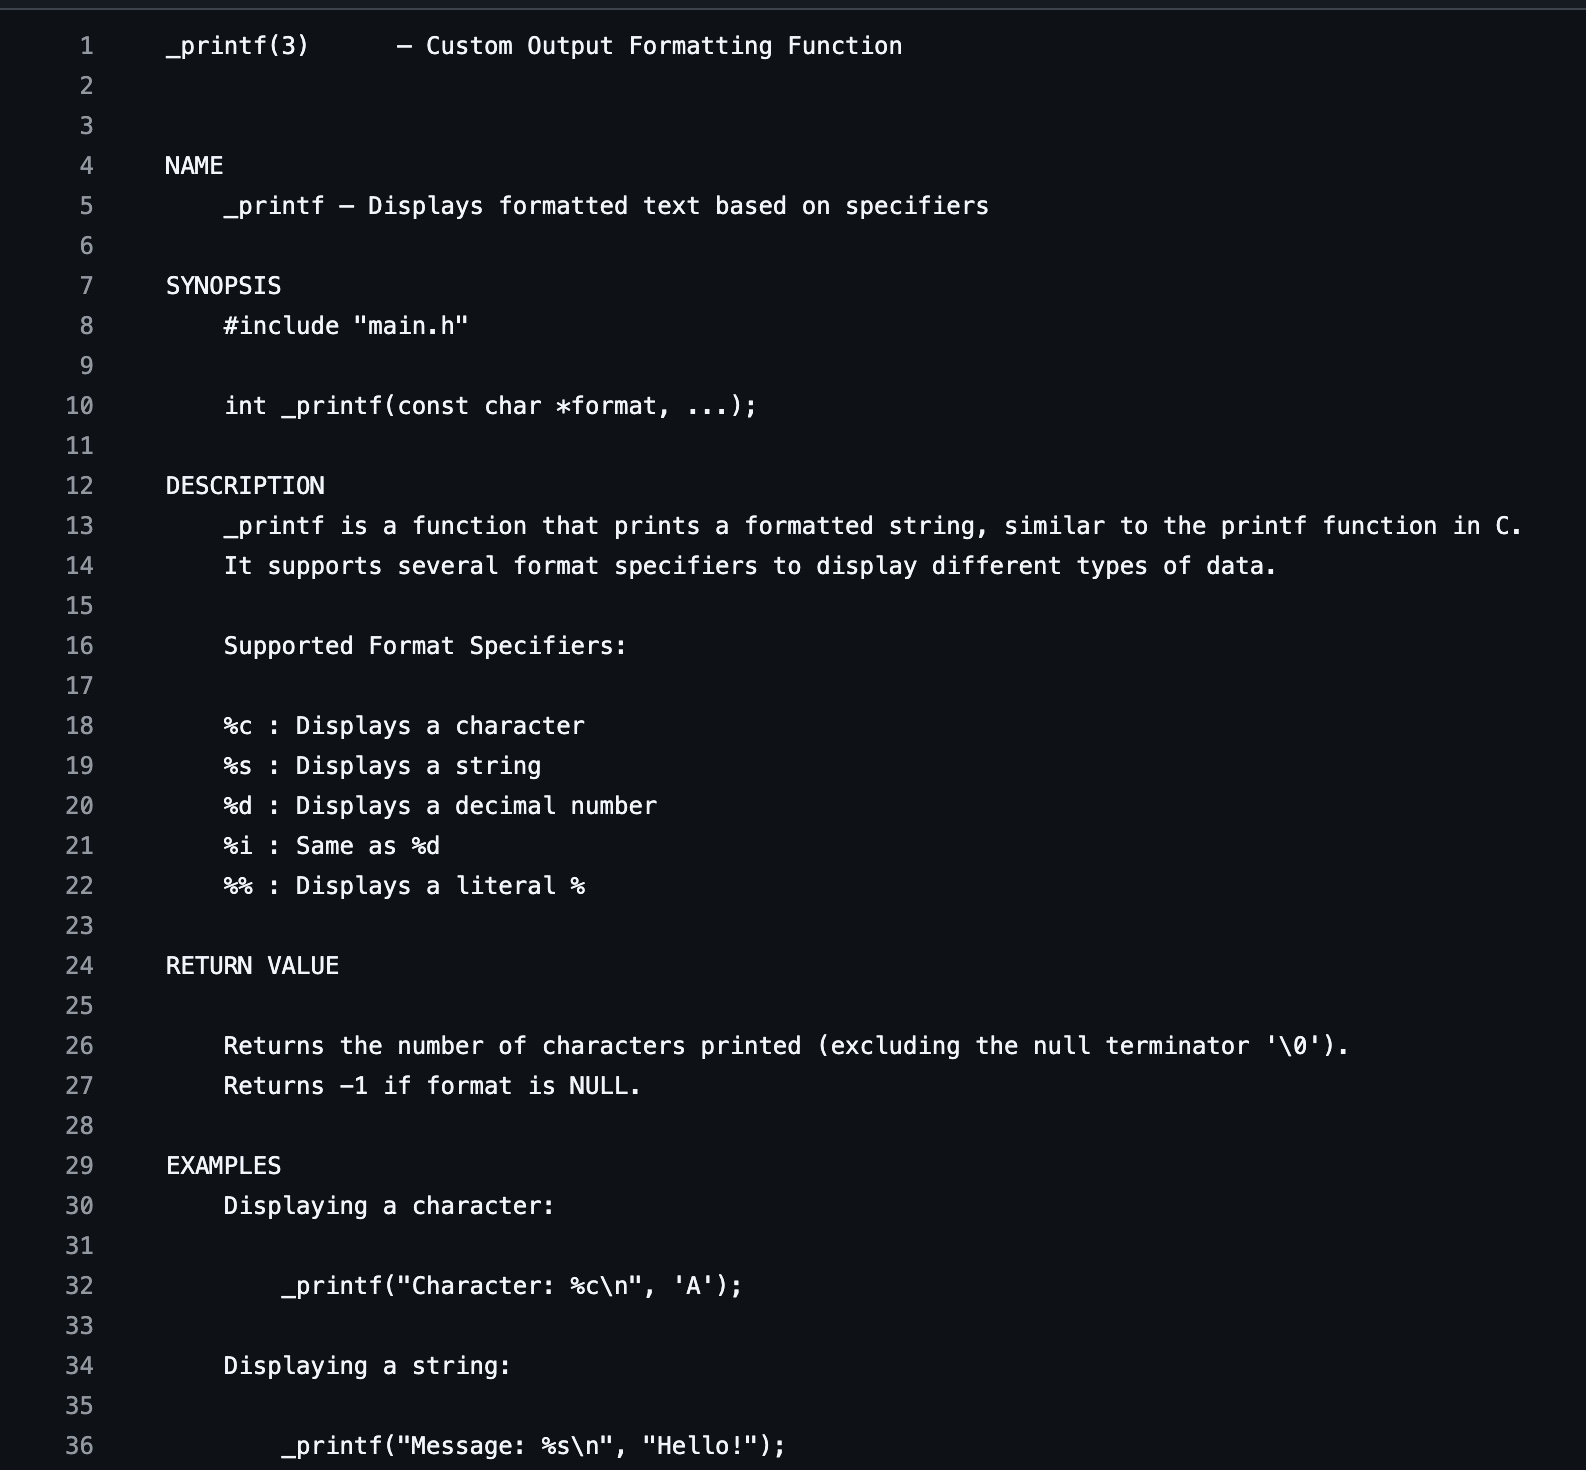 1 _printf(3)      – Custom Output Formatting Function
2
3
4 NAME
5     _printf – Displays formatted text based on specifiers
6
7 SYNOPSIS
8     #include "main.h"
9
10     int _printf(const char *format, ...);
11
12 DESCRIPTION
13     _printf is a function that prints a formatted string, similar to the printf function in C.
14     It supports several format specifiers to display different types of data.
15
16     Supported Format Specifiers:
17
18     %c : Displays a character
19     %s : Displays a string
20     %d : Displays a decimal number
21     %i : Same as %d
22     %% : Displays a literal %
23
24 RETURN VALUE
25
26     Returns the number of characters printed (excluding the null terminator '\0').
27     Returns –1 if format is NULL.
28
29 EXAMPLES
30     Displaying a character:
31
32         _printf("Character: %c\n", 'A');
33
34     Displaying a string:
35
36         _printf("Message: %s\n", "Hello!");